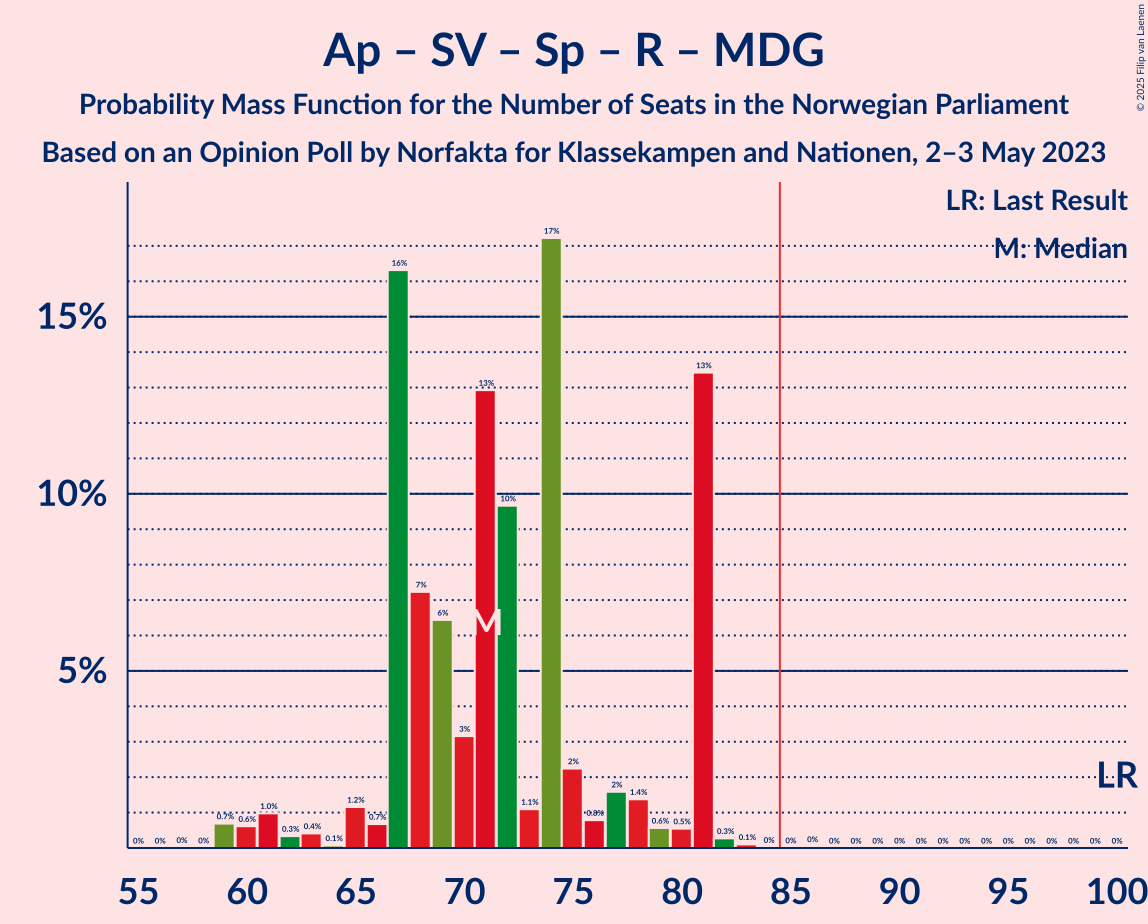 Ap – SV – Sp – R – MDG
Probability Mass Function for the Number of Seats in the Norwegian Parliament
Based on an Opinion Poll by Norfakta for Klassekampen and Nationen, 2–3 May 2023
© 2025 Filip van Laenen
LR: Last Result
M: Median
15%
10%
5%
0% 0% 0% 0% 0.7% 0.6% 1.0% 0.3% 0.4% 0.1% 1.2% 0.7% 16% 7% 6% 3% 13% 10% 1.1% 17% 2% 0.8% 2% 1.4% 0.6% 0.5% 13% 0.3% 0.1% 0% 0% 0% 0% 0% 0% 0% 0% 0% 0% 0% 0% 0% 0% 0% 0% 0%
M
LR
55 60 65 70 75 80 85 90 95 100